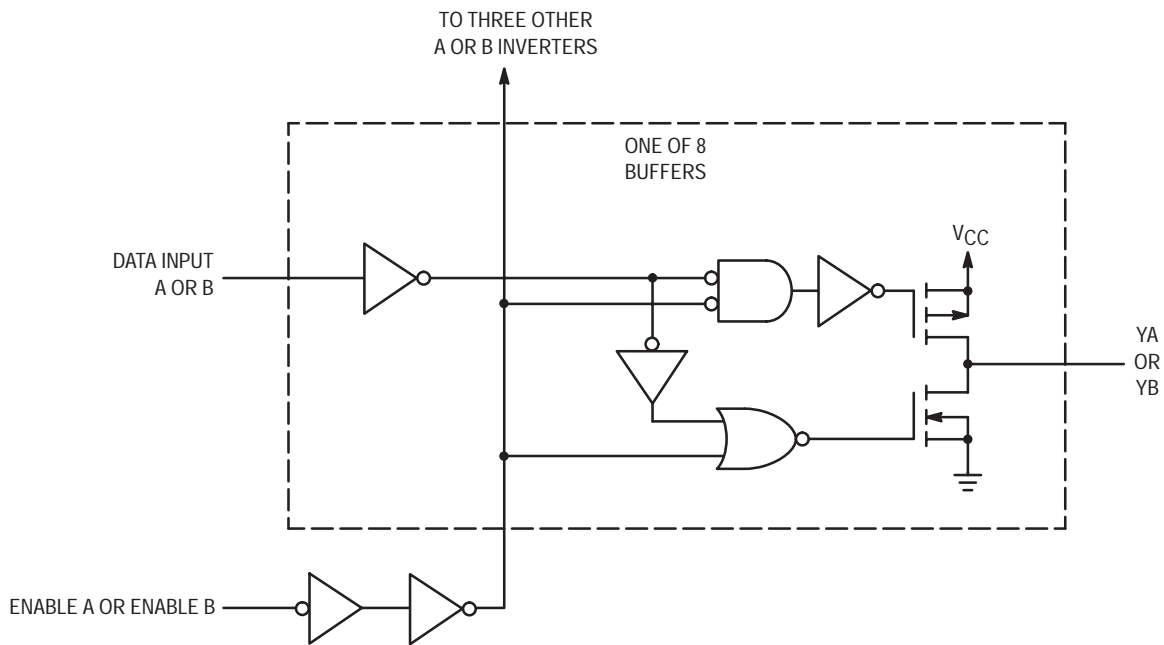 TO THREE OTHER
A OR B INVERTERS
ONE OF 8
BUFFERS
DATA INPUT
A OR B
VCC
YA
OR
YB
ENABLE A OR ENABLE B